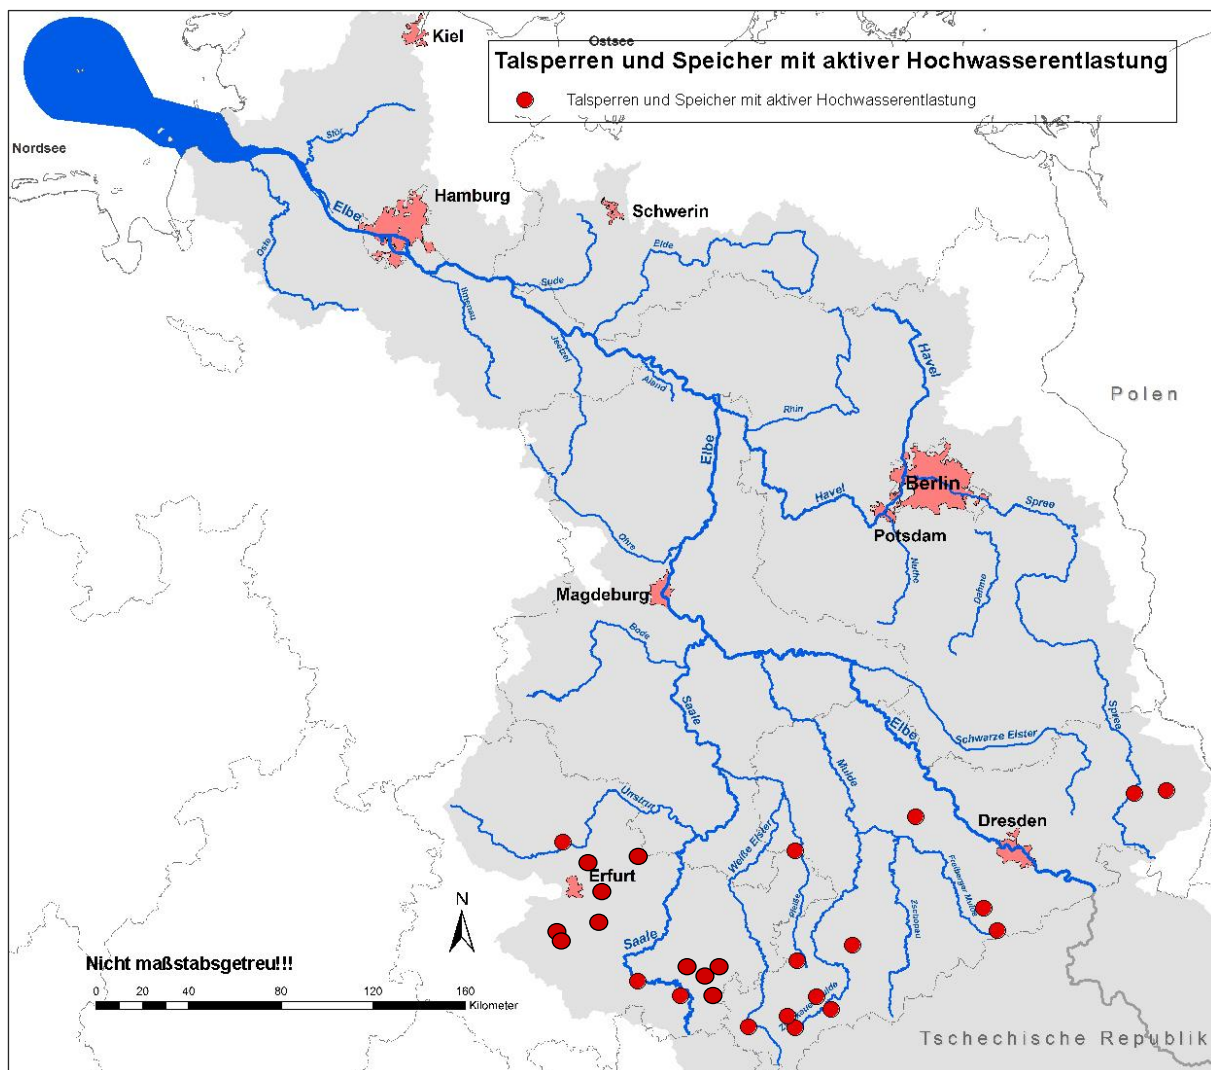 Kiel
Ostsee
Talsperren und Speicher mit aktiver Hochwasserentlastung
Talsperren und Speicher mit aktiver Hochwasserentlastung
Nordsee
Stör
Hamburg
Elbe
Schwerin
Oste
Elde
Sude
Ilmenau
Jeetzel
Havel
Aland
Polen
Rhin
Elbe
Berlin
Havel
Spree
Potsdam
Ohre
Nuthe
Dahme
Magdeburg
Bode
Saale
Elbe
Spree
Schwarze Elster
Mulde
Unstrut
Dresden
Weiße Elster
Erfurt
Pleiße
Zschopau
Freiberger Mulde
N
Saale
Nicht maßstabsgetreu!!!
0 20 40 80 120 160
Kilometer
Tschechische Republik